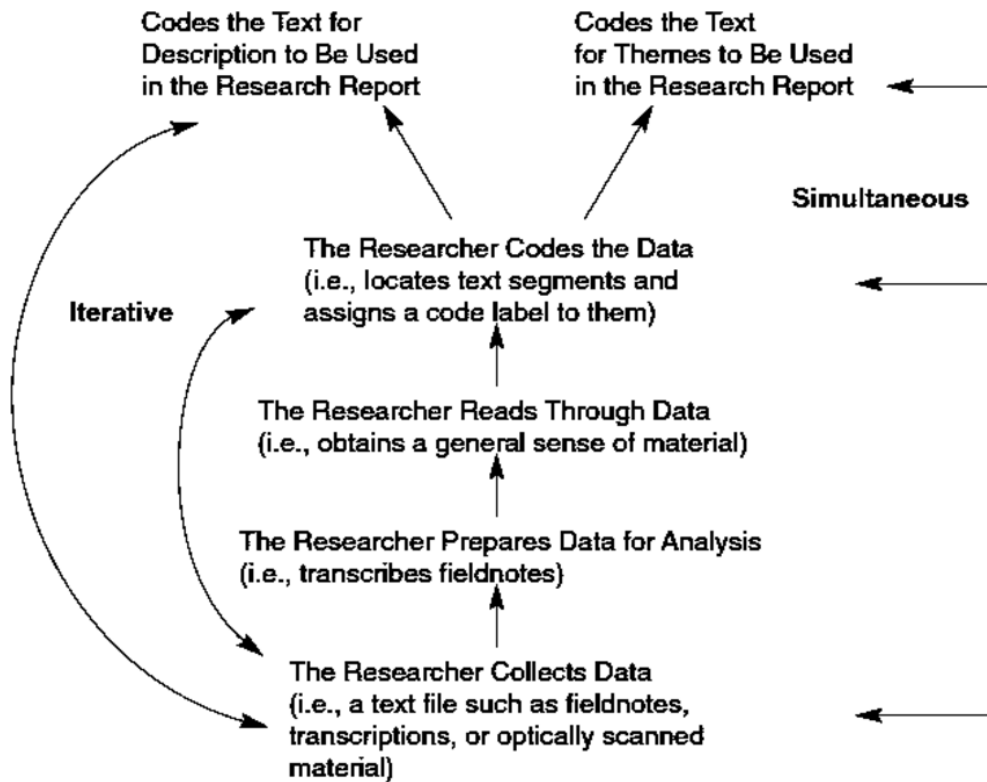 Codes the Text for
Description to Be Used
in the Research Report
Codes the Text
for Themes to Be Used
in the Research Report
Simultaneous
The Researcher Codes the Data
(i.e., locates text segments and
assigns a code label to them)
Iterative
The Researcher Reads Through Data
(i.e., obtains a general sense of material)
The Researcher Prepares Data for Analysis
(i.e., transcribes fieldnotes)
The Researcher Collects Data
(i.e., a text file such as fieldnotes,
transcriptions, or optically scanned
material)